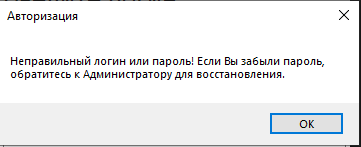 Авторизация
Неправильный логин или пароль! Если Вы забыли пароль,
обратитесь к Администратору для восстановления.
OK